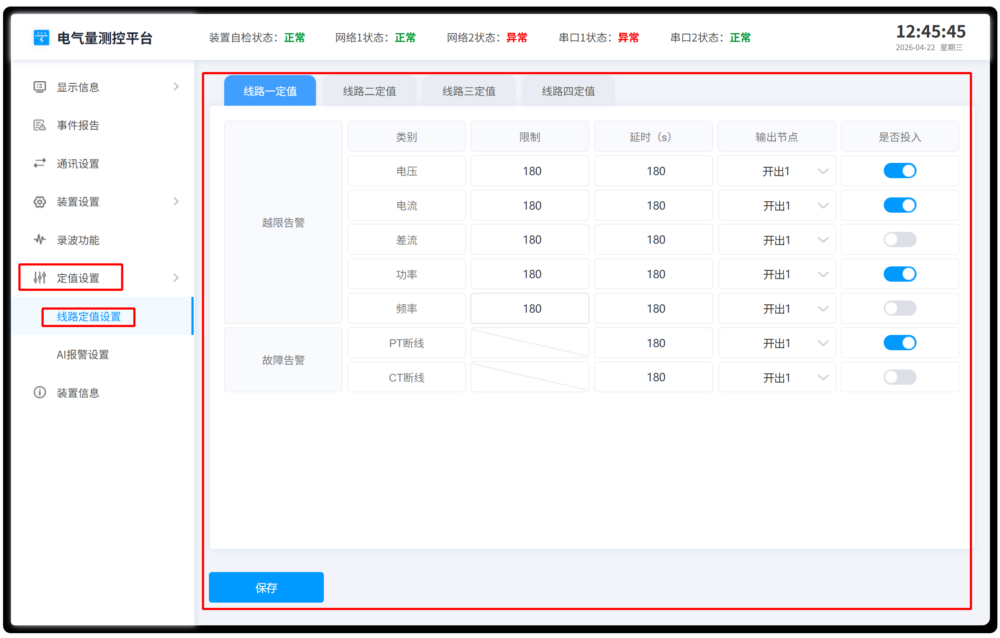 电气量测控平台
装置自检状态：正常 网络1状态：正常 网络2状态：异常 串口1状态：异常 串口2状态：正常
12:45:45
2026-04-22 星期三
显示信息
事件报告
通讯设置
装置设置
录波功能
定值设置
线路定值设置
AI报警设置
装置信息
线路一定值 线路二定值 线路三定值 线路四定值
类别 限制 延时（s） 输出节点 是否投入
越限告警
电压 180 180 开出1
电流 180 180 开出1
差流 180 180 开出1
功率 180 180 开出1
频率 180 180 开出1
故障告警
PT断线 180 开出1
CT断线 180 开出1
保存